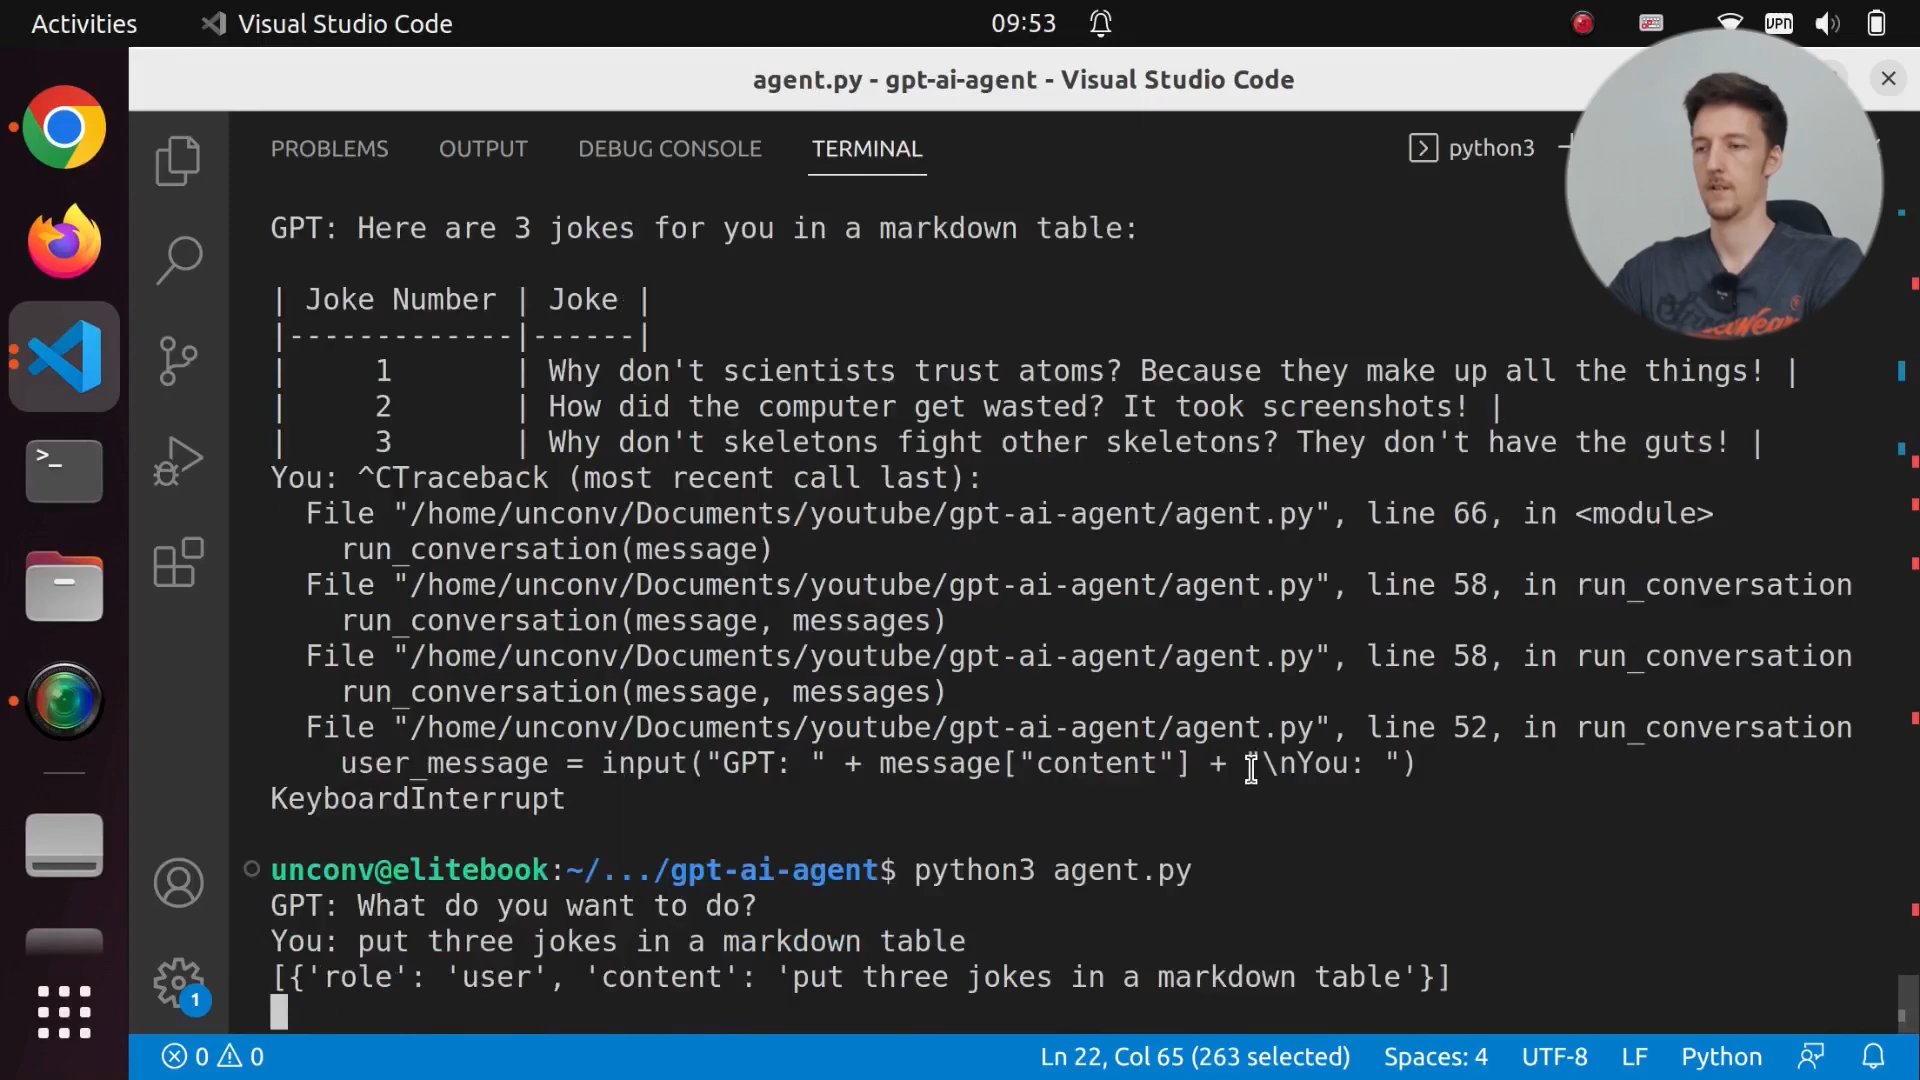 Activities
Visual Studio Code
09:53
VPN
agent.py - gpt-ai-agent - Visual Studio Code
PROBLEMS
OUTPUT
DEBUG CONSOLE
TERMINAL
python3
GPT: Here are 3 jokes for you in a markdown table:
| Joke Number | Joke |
|-------------|------|
| 1 | Why don't scientists trust atoms? Because they make up all the things! |
| 2 | How did the computer get wasted? It took screenshots! |
| 3 | Why don't skeletons fight other skeletons? They don't have the guts! |
You: ^CTraceback (most recent call last):
File "/home/unconv/Documents/youtube/gpt-ai-agent/agent.py", line 66, in <module>
run_conversation(message)
File "/home/unconv/Documents/youtube/gpt-ai-agent/agent.py", line 58, in run_conversation
run_conversation(message, messages)
File "/home/unconv/Documents/youtube/gpt-ai-agent/agent.py", line 58, in run_conversation
run_conversation(message, messages)
File "/home/unconv/Documents/youtube/gpt-ai-agent/agent.py", line 52, in run_conversation
user_message = input("GPT: " + message["content"] + "\nYou: ")
KeyboardInterrupt
unconv@elitebook:~/.../gpt-ai-agent$ python3 agent.py
GPT: What do you want to do?
You: put three jokes in a markdown table
[{'role': 'user', 'content': 'put three jokes in a markdown table'}]
1
0
0
Ln 22, Col 65 (263 selected)
Spaces: 4
UTF-8
LF
Python